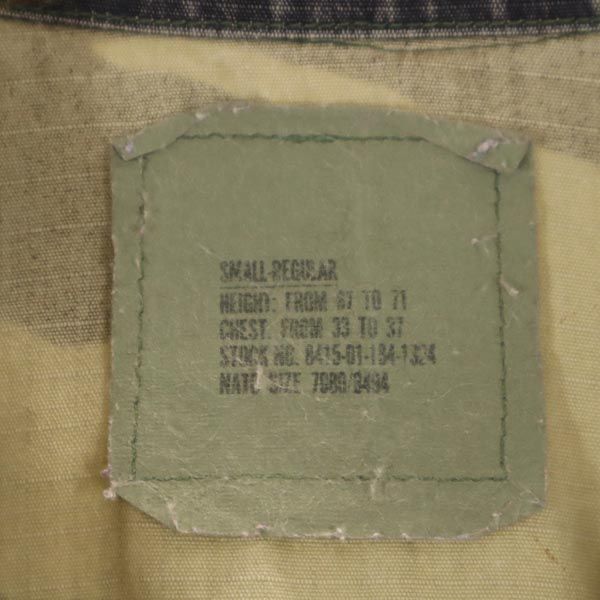 SMALL-REGULAR
HEIGHT: FROM 67 TO 71
CHEST: FROM 33 TO 37
STOCK NO. 8415-01-184-1324
NATO SIZE 7080/8494